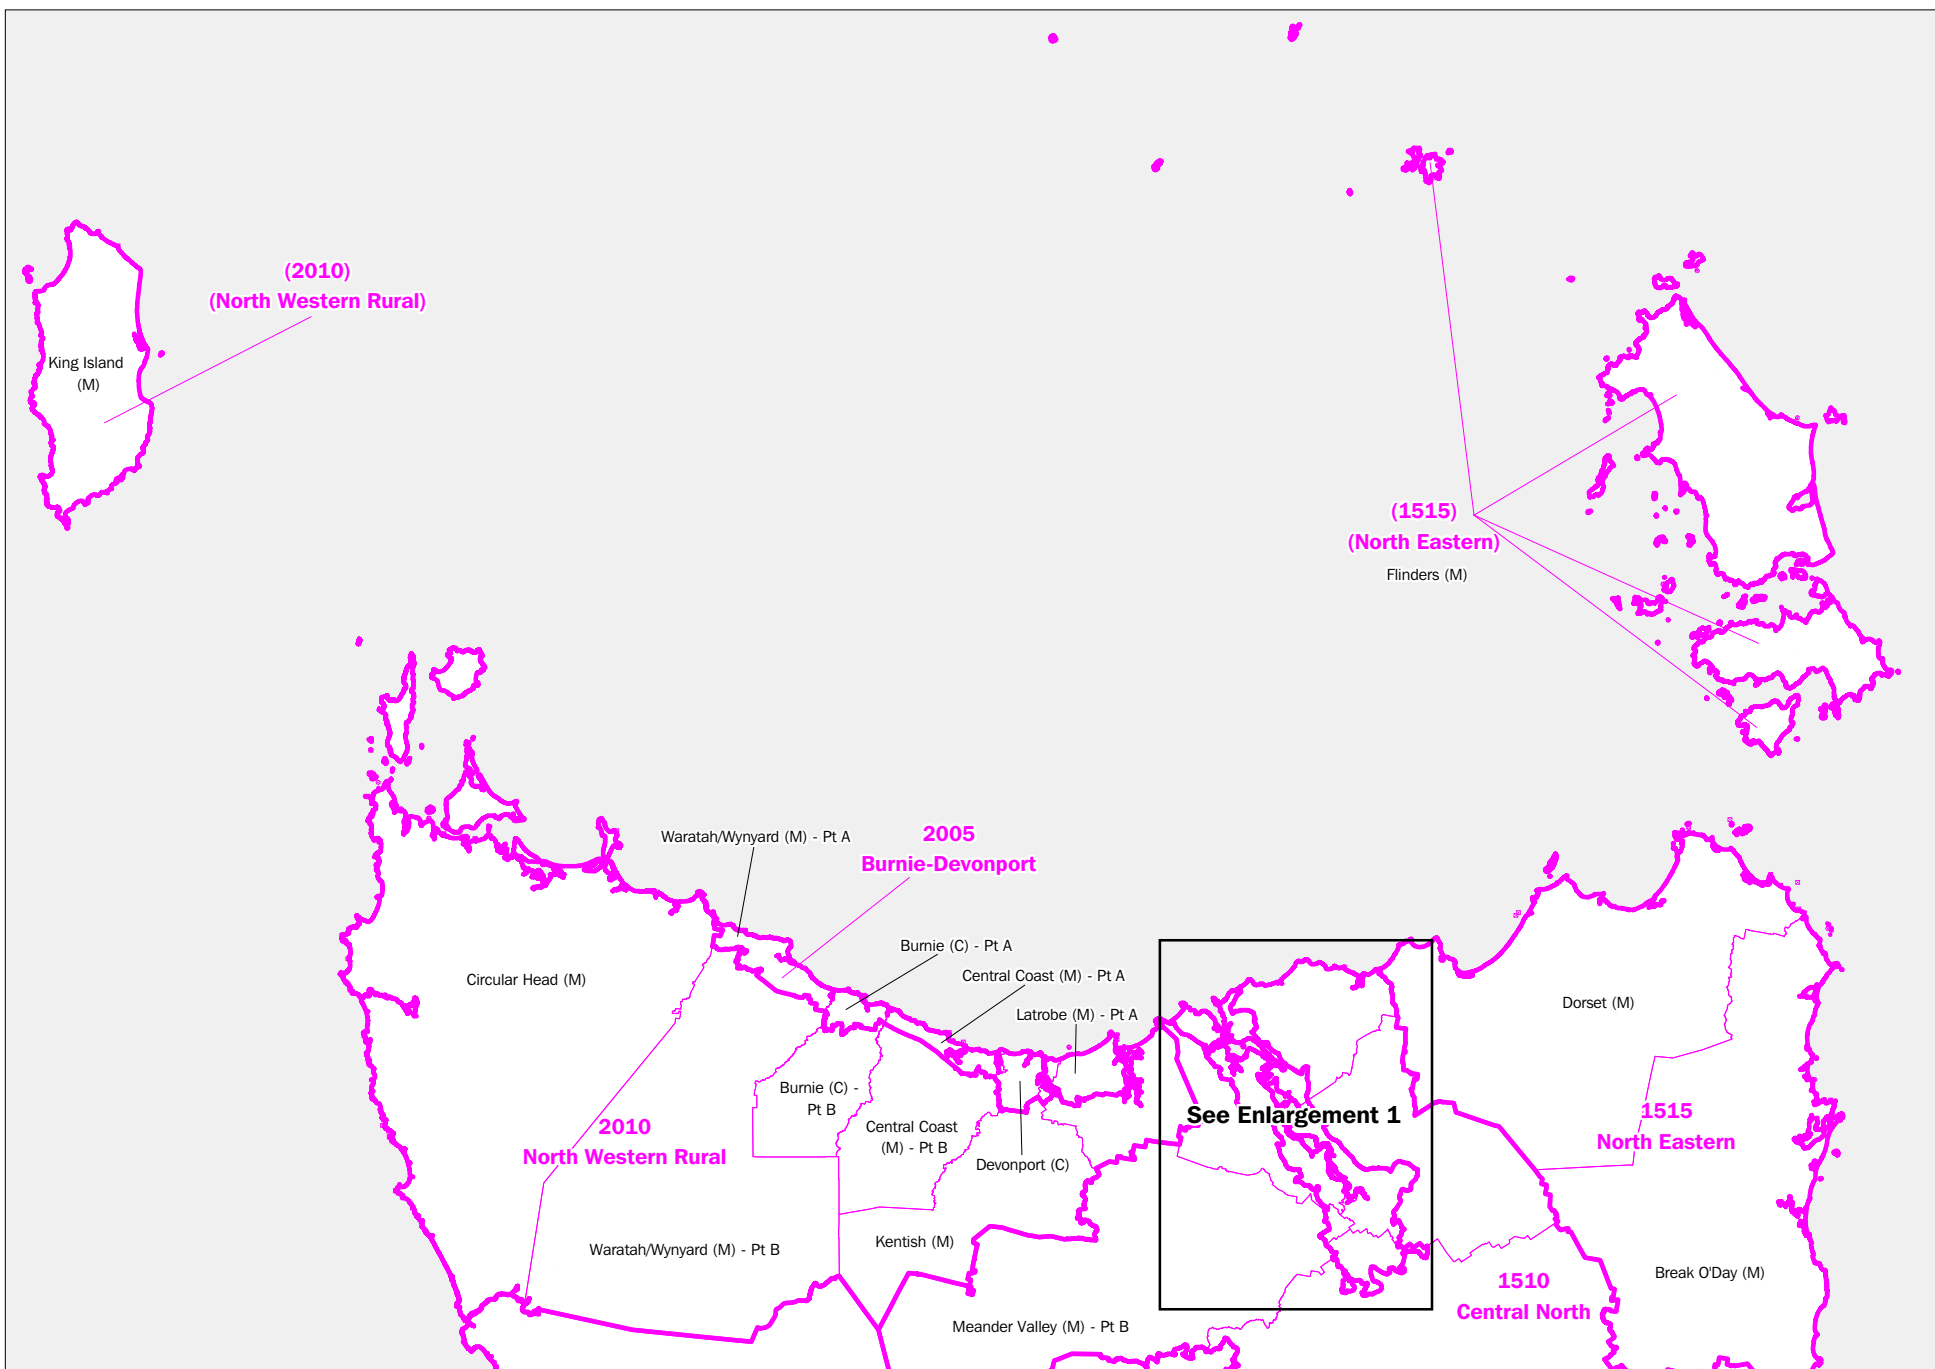 (2010)
(North Western Rural)
King Island
(M)
(1515)
(North Eastern)
Flinders (M)
Waratah/Wynyard (M) - Pt A
2005
Burnie-Devonport
Burnie (C) - Pt A
Central Coast (M) - Pt A
Latrobe (M) - Pt A
Circular Head (M)
Dorset (M)
Burnie (C) -
Pt B
See Enlargement 1
2010
North Western Rural
Central Coast
(M) - Pt B
Devonport (C)
1515
North Eastern
Waratah/Wynyard (M) - Pt B
Kentish (M)
1510
Central North
Break O'Day (M)
Meander Valley (M) - Pt B